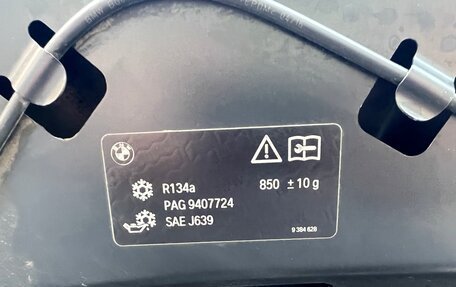 R134a 850 ± 10 g
PAG 9407724
SAE J639
9 384 628